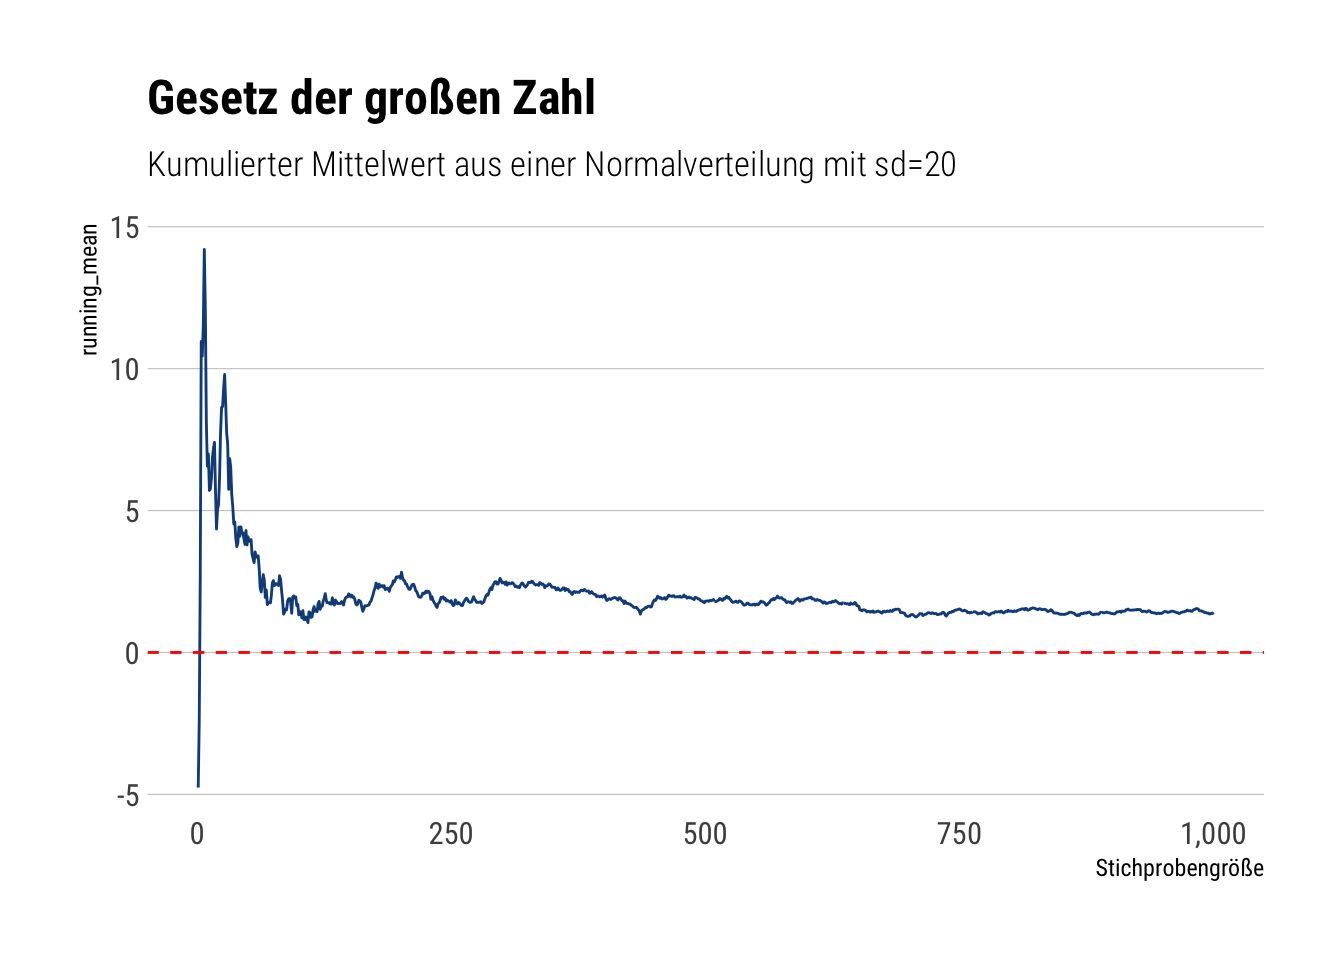 Gesetz der großen Zahl
Kumulierter Mittelwert aus einer Normalverteilung mit sd=20
running_mean
15
10
5
0
-5
0 250 500 750 1,000
Stichprobengröße